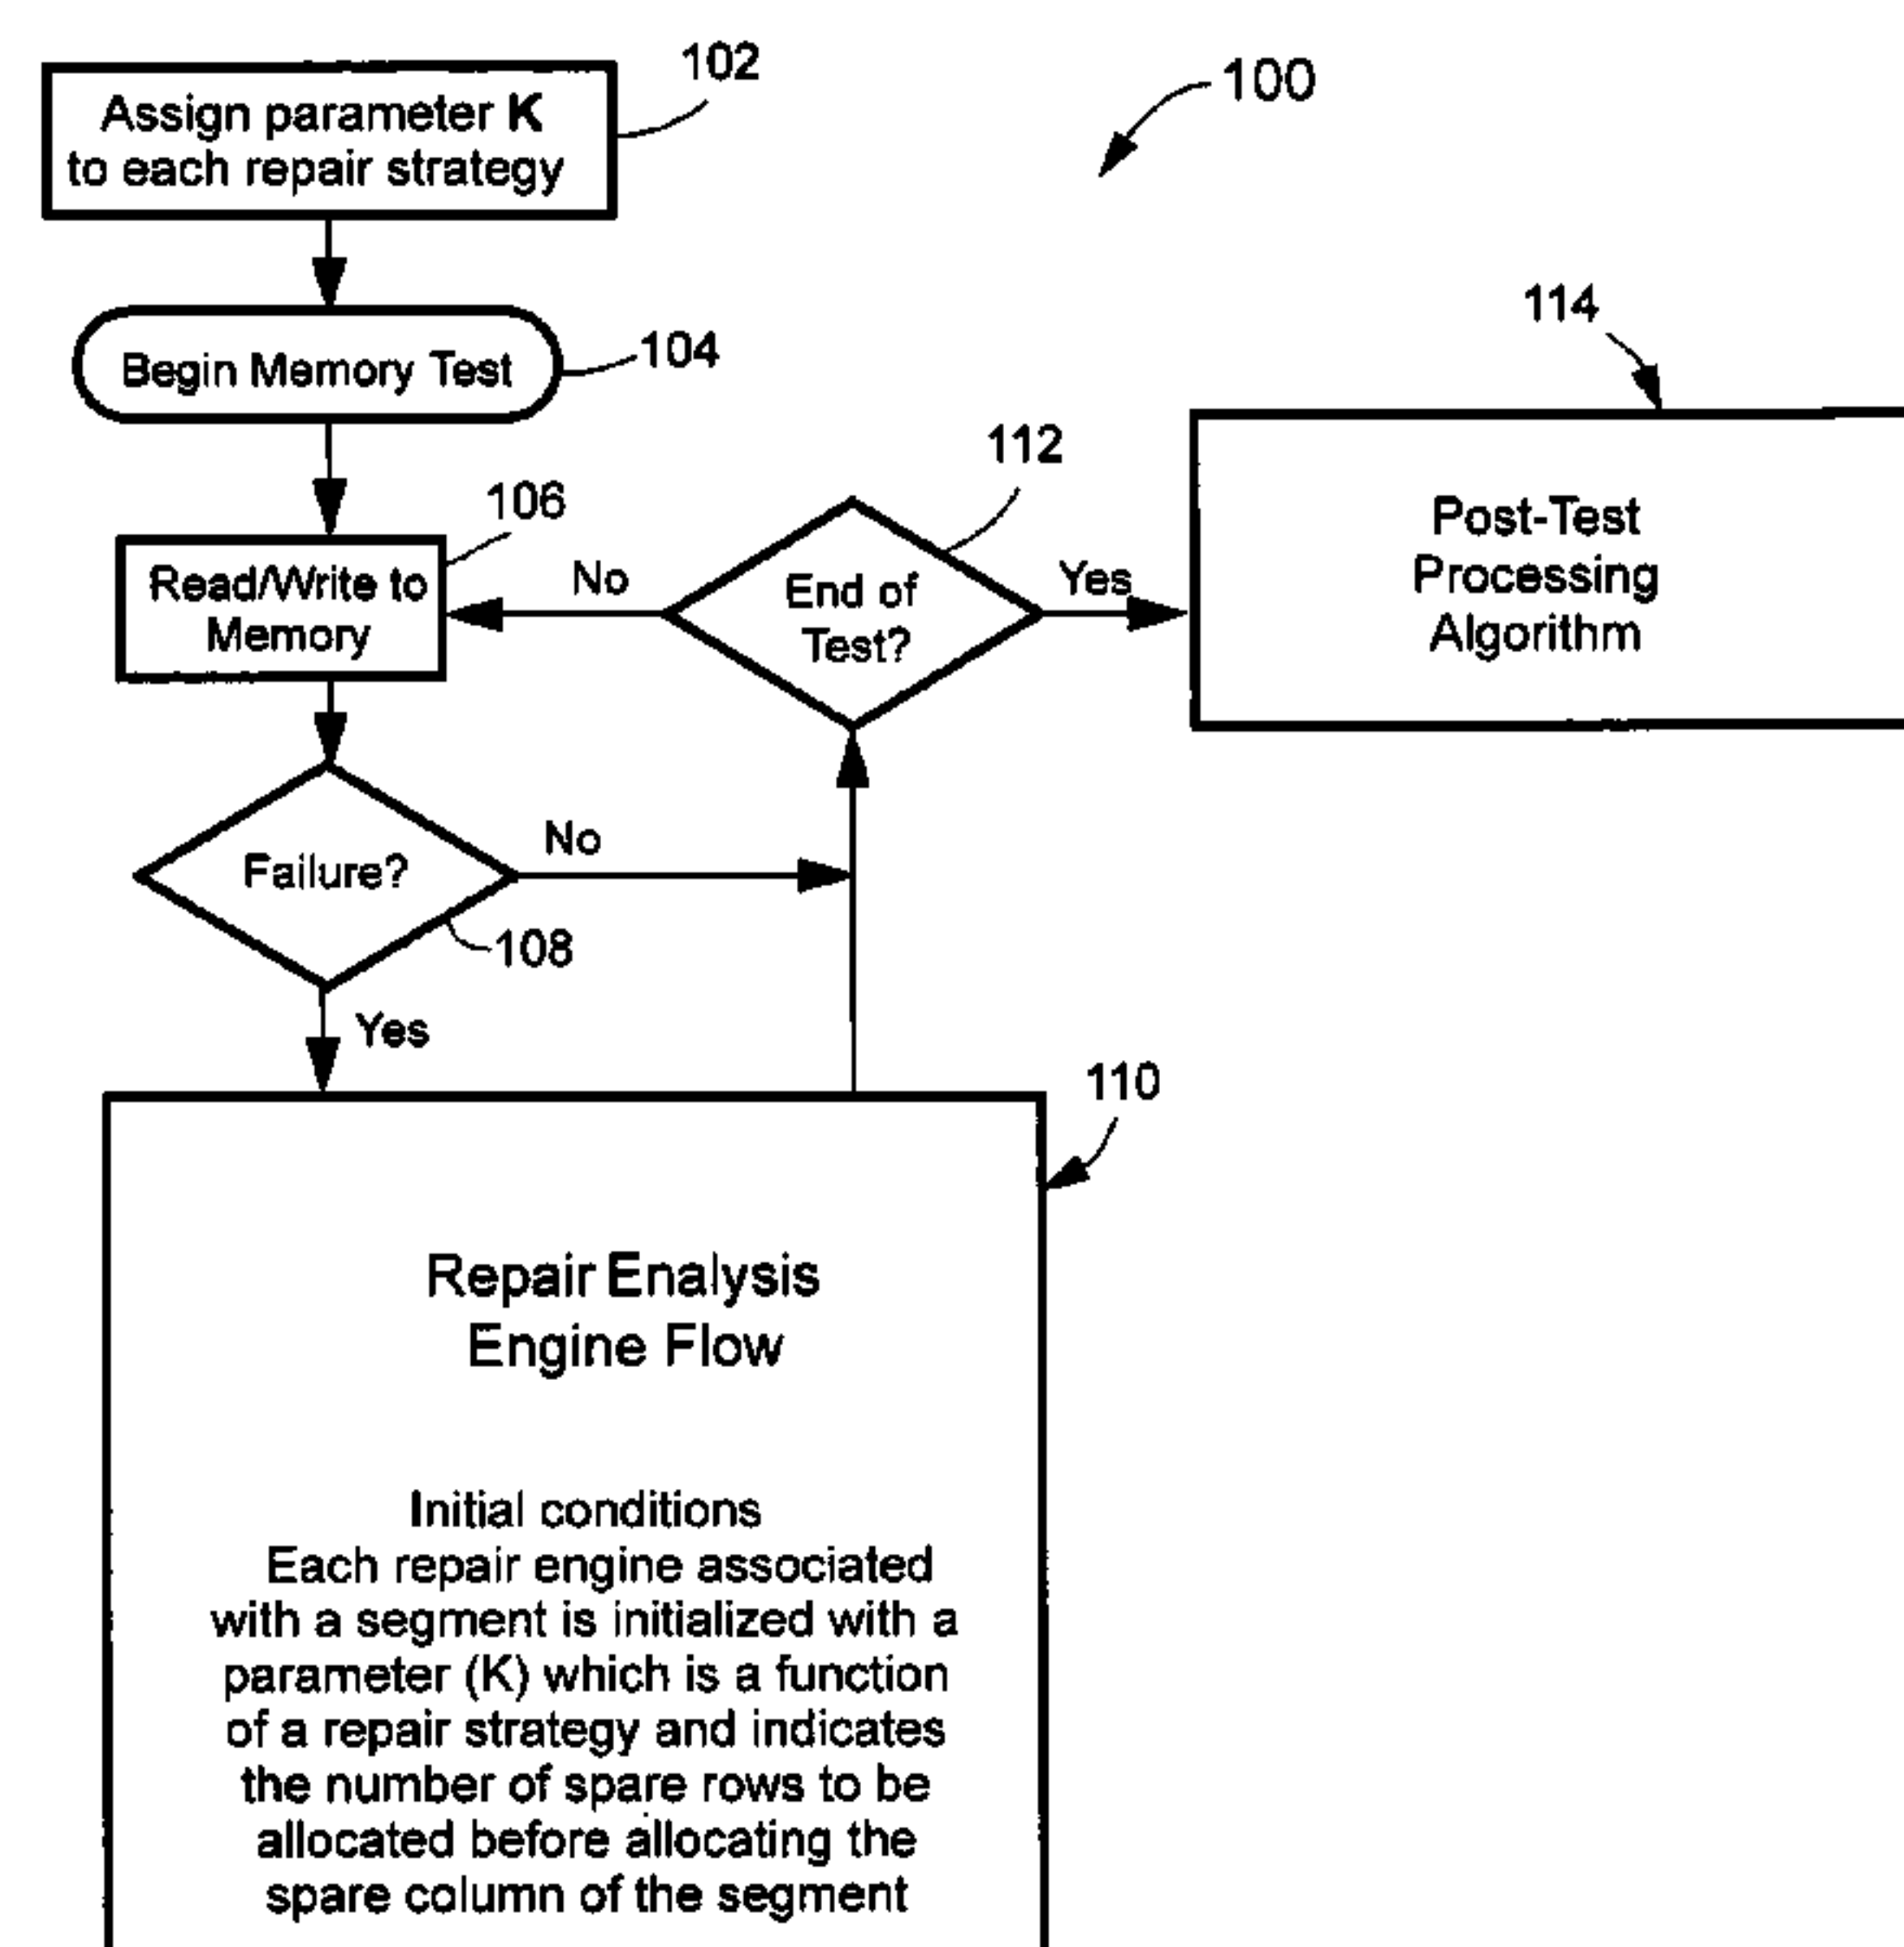 102
Assign parameter K
to each repair strategy
100
Begin Memory Test
104
114
112
106
Read/Write to
Memory
No
End of
Test?
Yes
Post-Test
Processing
Algorithm
Failure?
No
108
Yes
110
Repair Enalysis
Engine Flow
Initial conditions
Each repair engine associated
with a segment is initialized with a
parameter (K) which is a function
of a repair strategy and indicates
the number of spare rows to be
allocated before allocating the
spare column of the segment